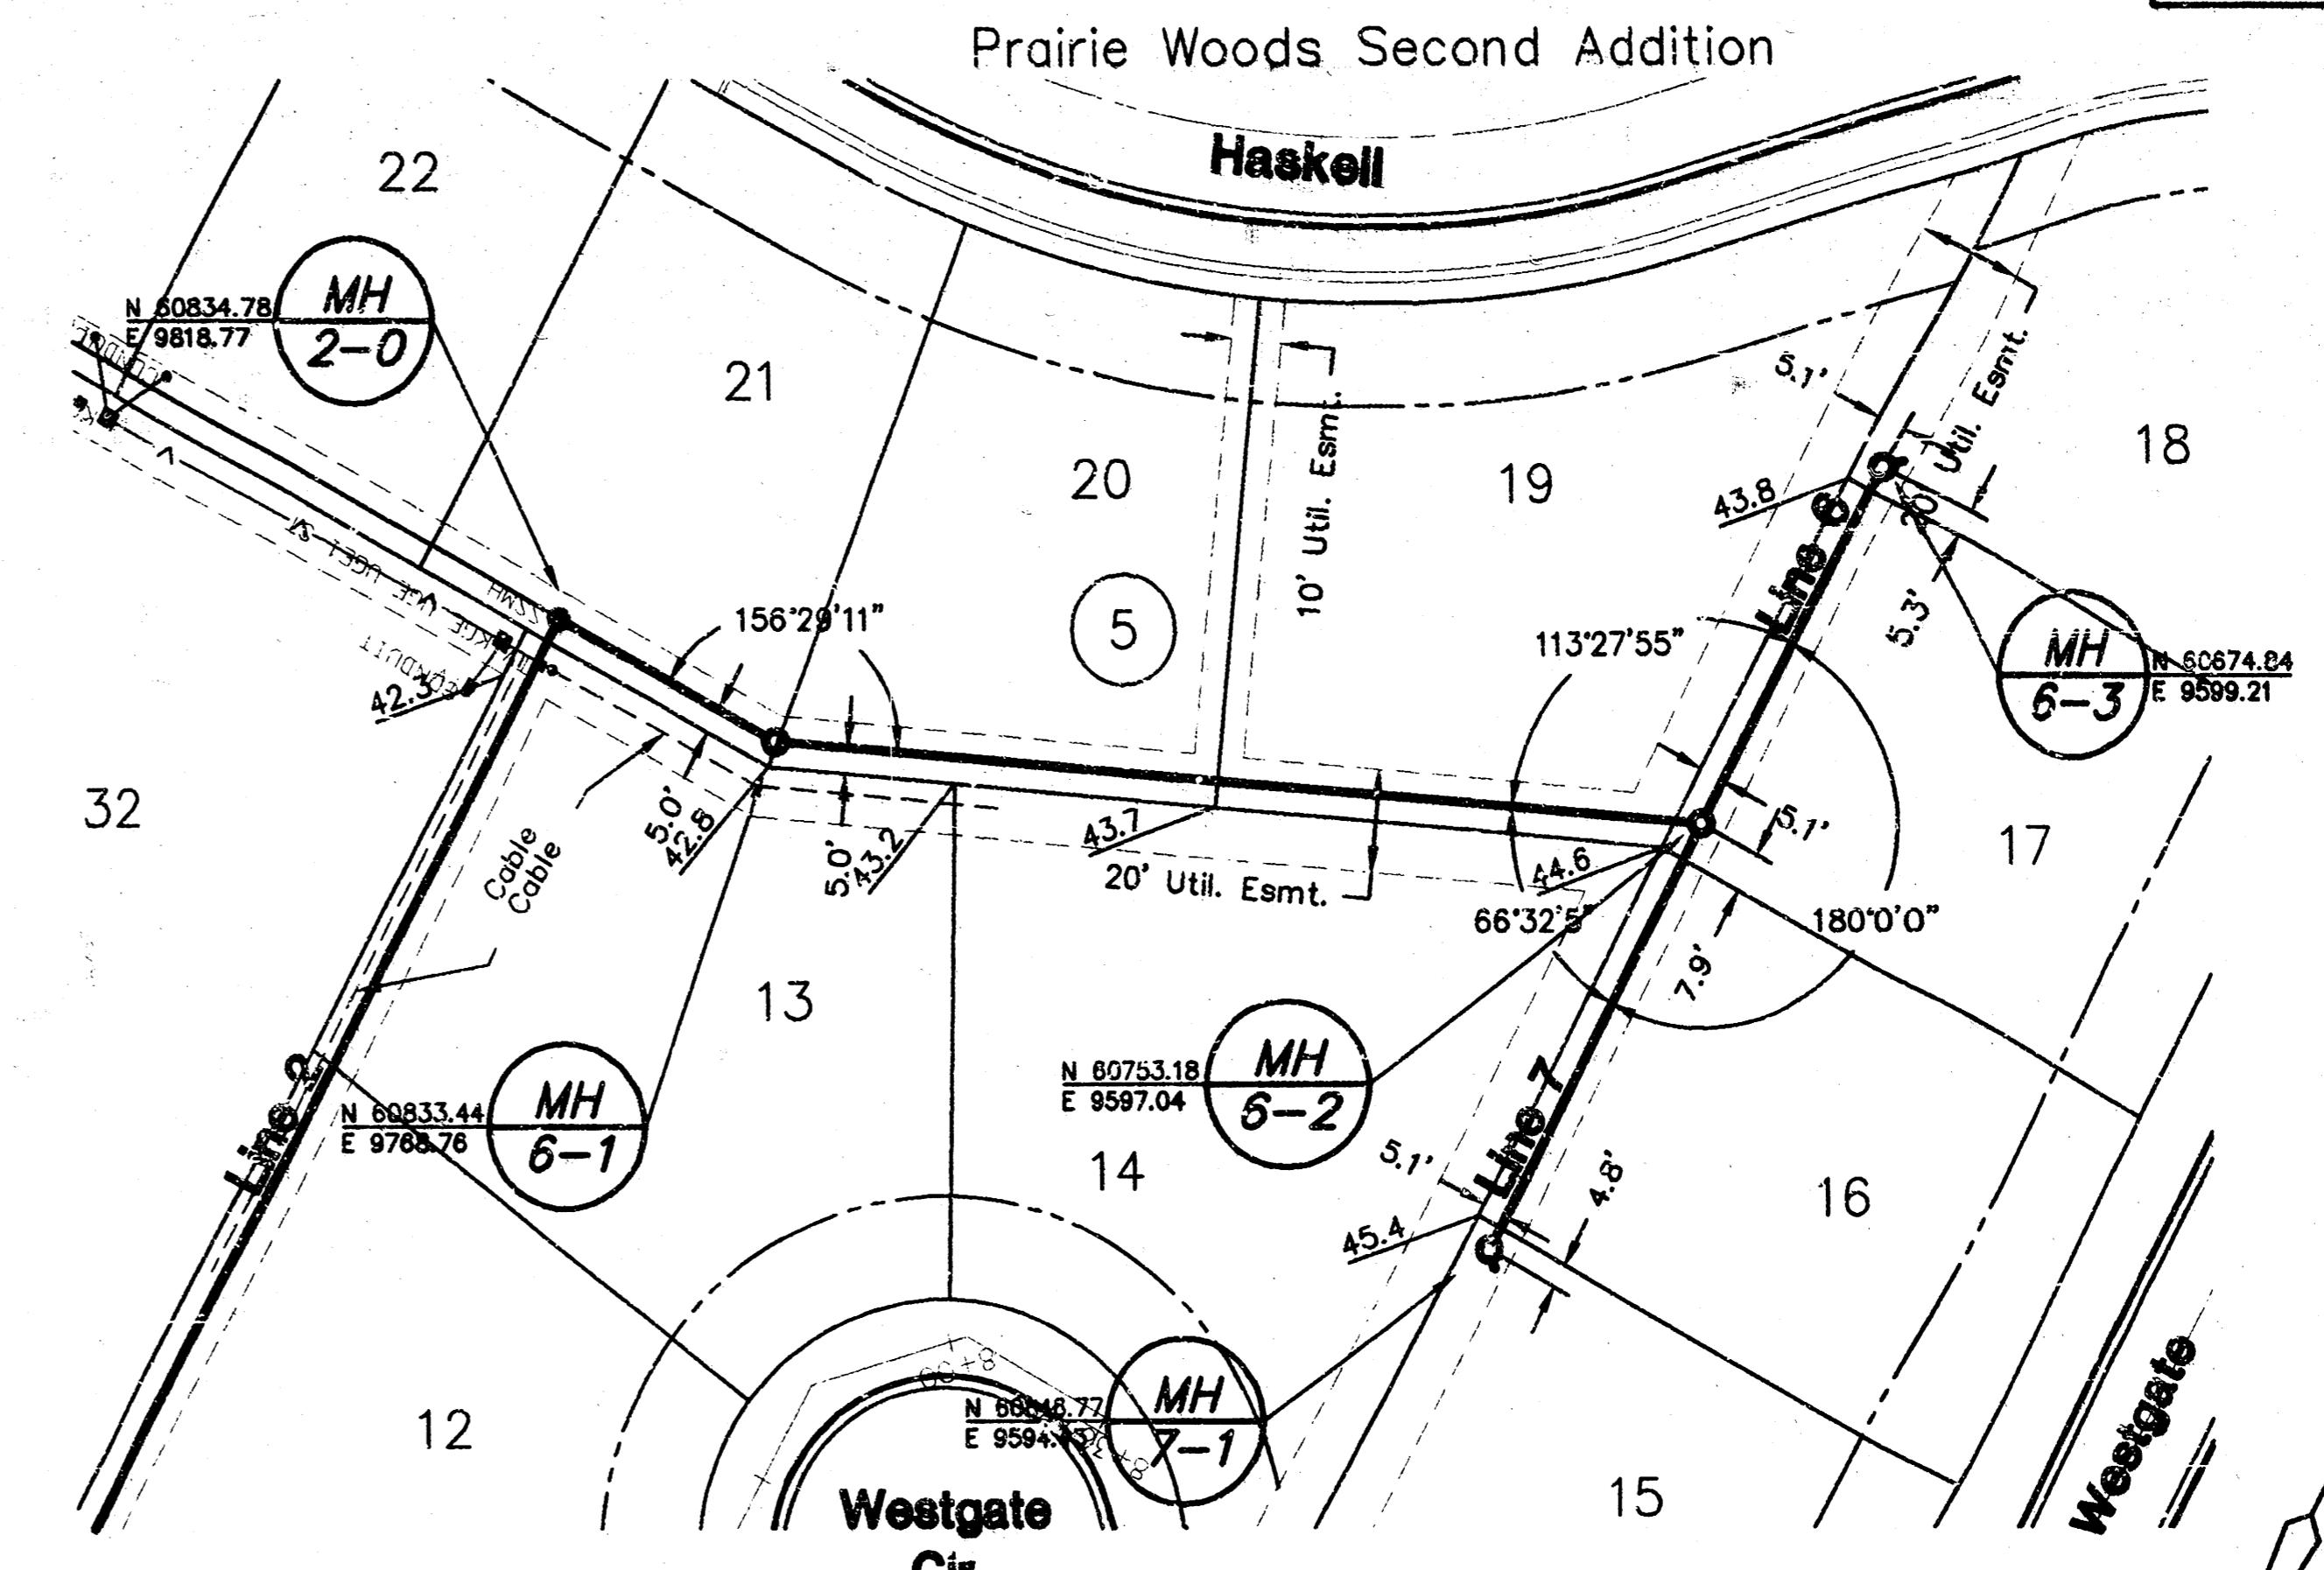 Prairie Woods Second Addition
Haskell
22
MH
2-0
N 60834.78
E 9818.77
21
20
19
18
10' Util. Esmt.
5.1'
20' Util. Esmt.
43.8
Line 6
5.3'
MH
6-3
N 60674.84
E 9599.21
156°29'11"
5
113°27'55"
42.3
CONDUIT
32
Cable
Cable
5.0'
42.8
5.0'
43.2
43.7
20' Util. Esmt.
44.6
5.1'
17
66°32'5"
180°0'0"
7.9'
13
MH
6-2
N 60753.18
E 9597.04
Line 2
MH
6-1
N 60833.44
E 9768.76
14
5.1'
Line 7
4.8'
16
45.4
MH
7-1
E 9594.
12
15
Westgate
Cir
Westgate